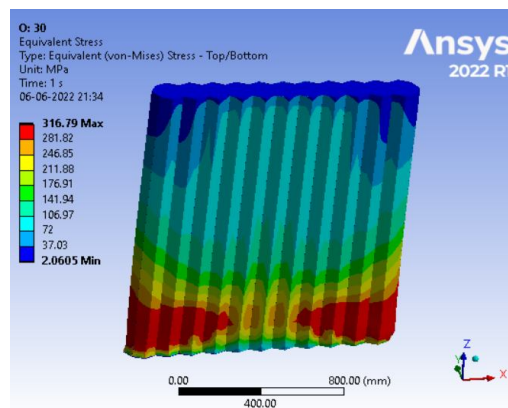 O: 30
Equivalent Stress
Type: Equivalent (von-Mises) Stress - Top/Bottom
Unit: MPa
Time: 1 s
06-06-2022 21:34
Ansys
2022 R
316.79 Max
281.82
246.85
211.88
176.91
141.94
106.97
72
37.03
2.0605 Min
0.00
800.00 (mm)
400.00
Z
Y
X